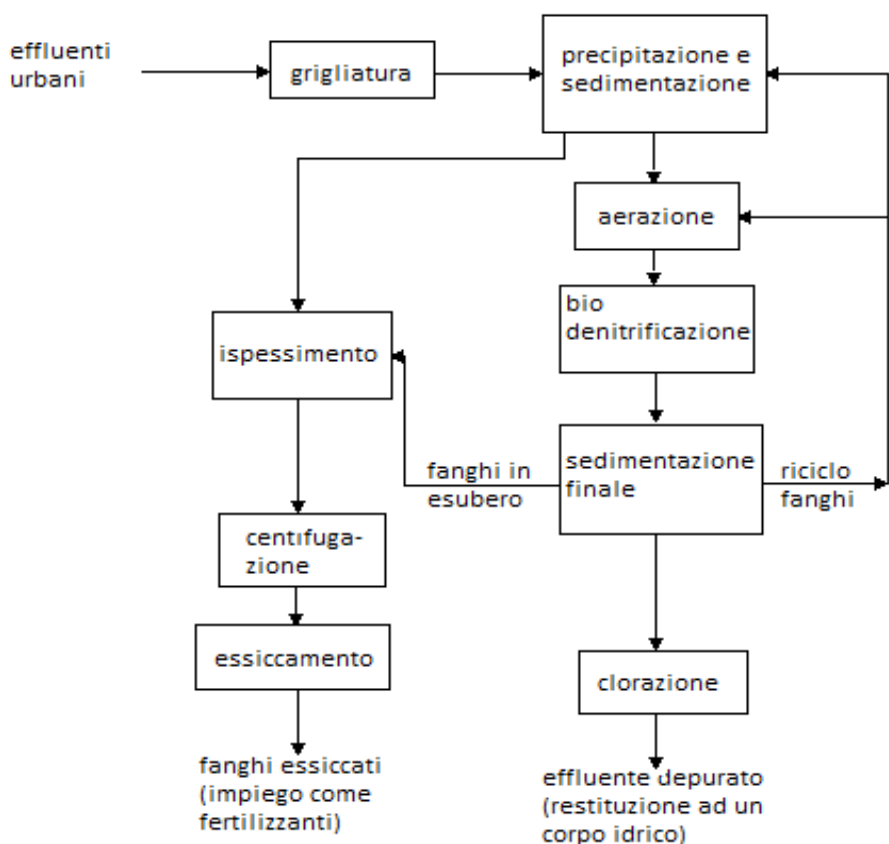 effluenti
urbani
grigliatura
precipitazione e
sedimentazione
aerazione
bio
denitrificazione
ispessimento
fanghi in
esubero
sedimentazione
finale
riciclo
fanghi
centifuga-
zione
essiccamento
clorazione
fanghi essiccati
(impiego come
fertilizzanti)
effluente depurato
(restituzione ad un
corpo idrico)